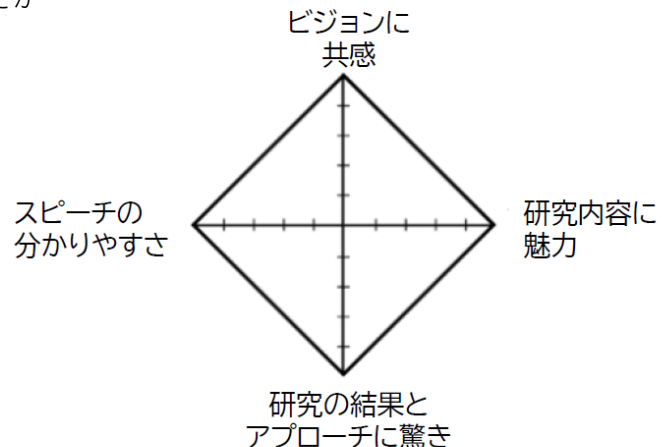 ビジョンに
共感
スピーチの
分かりやすさ
研究内容に
魅力
研究の結果と
アプローチに驚き